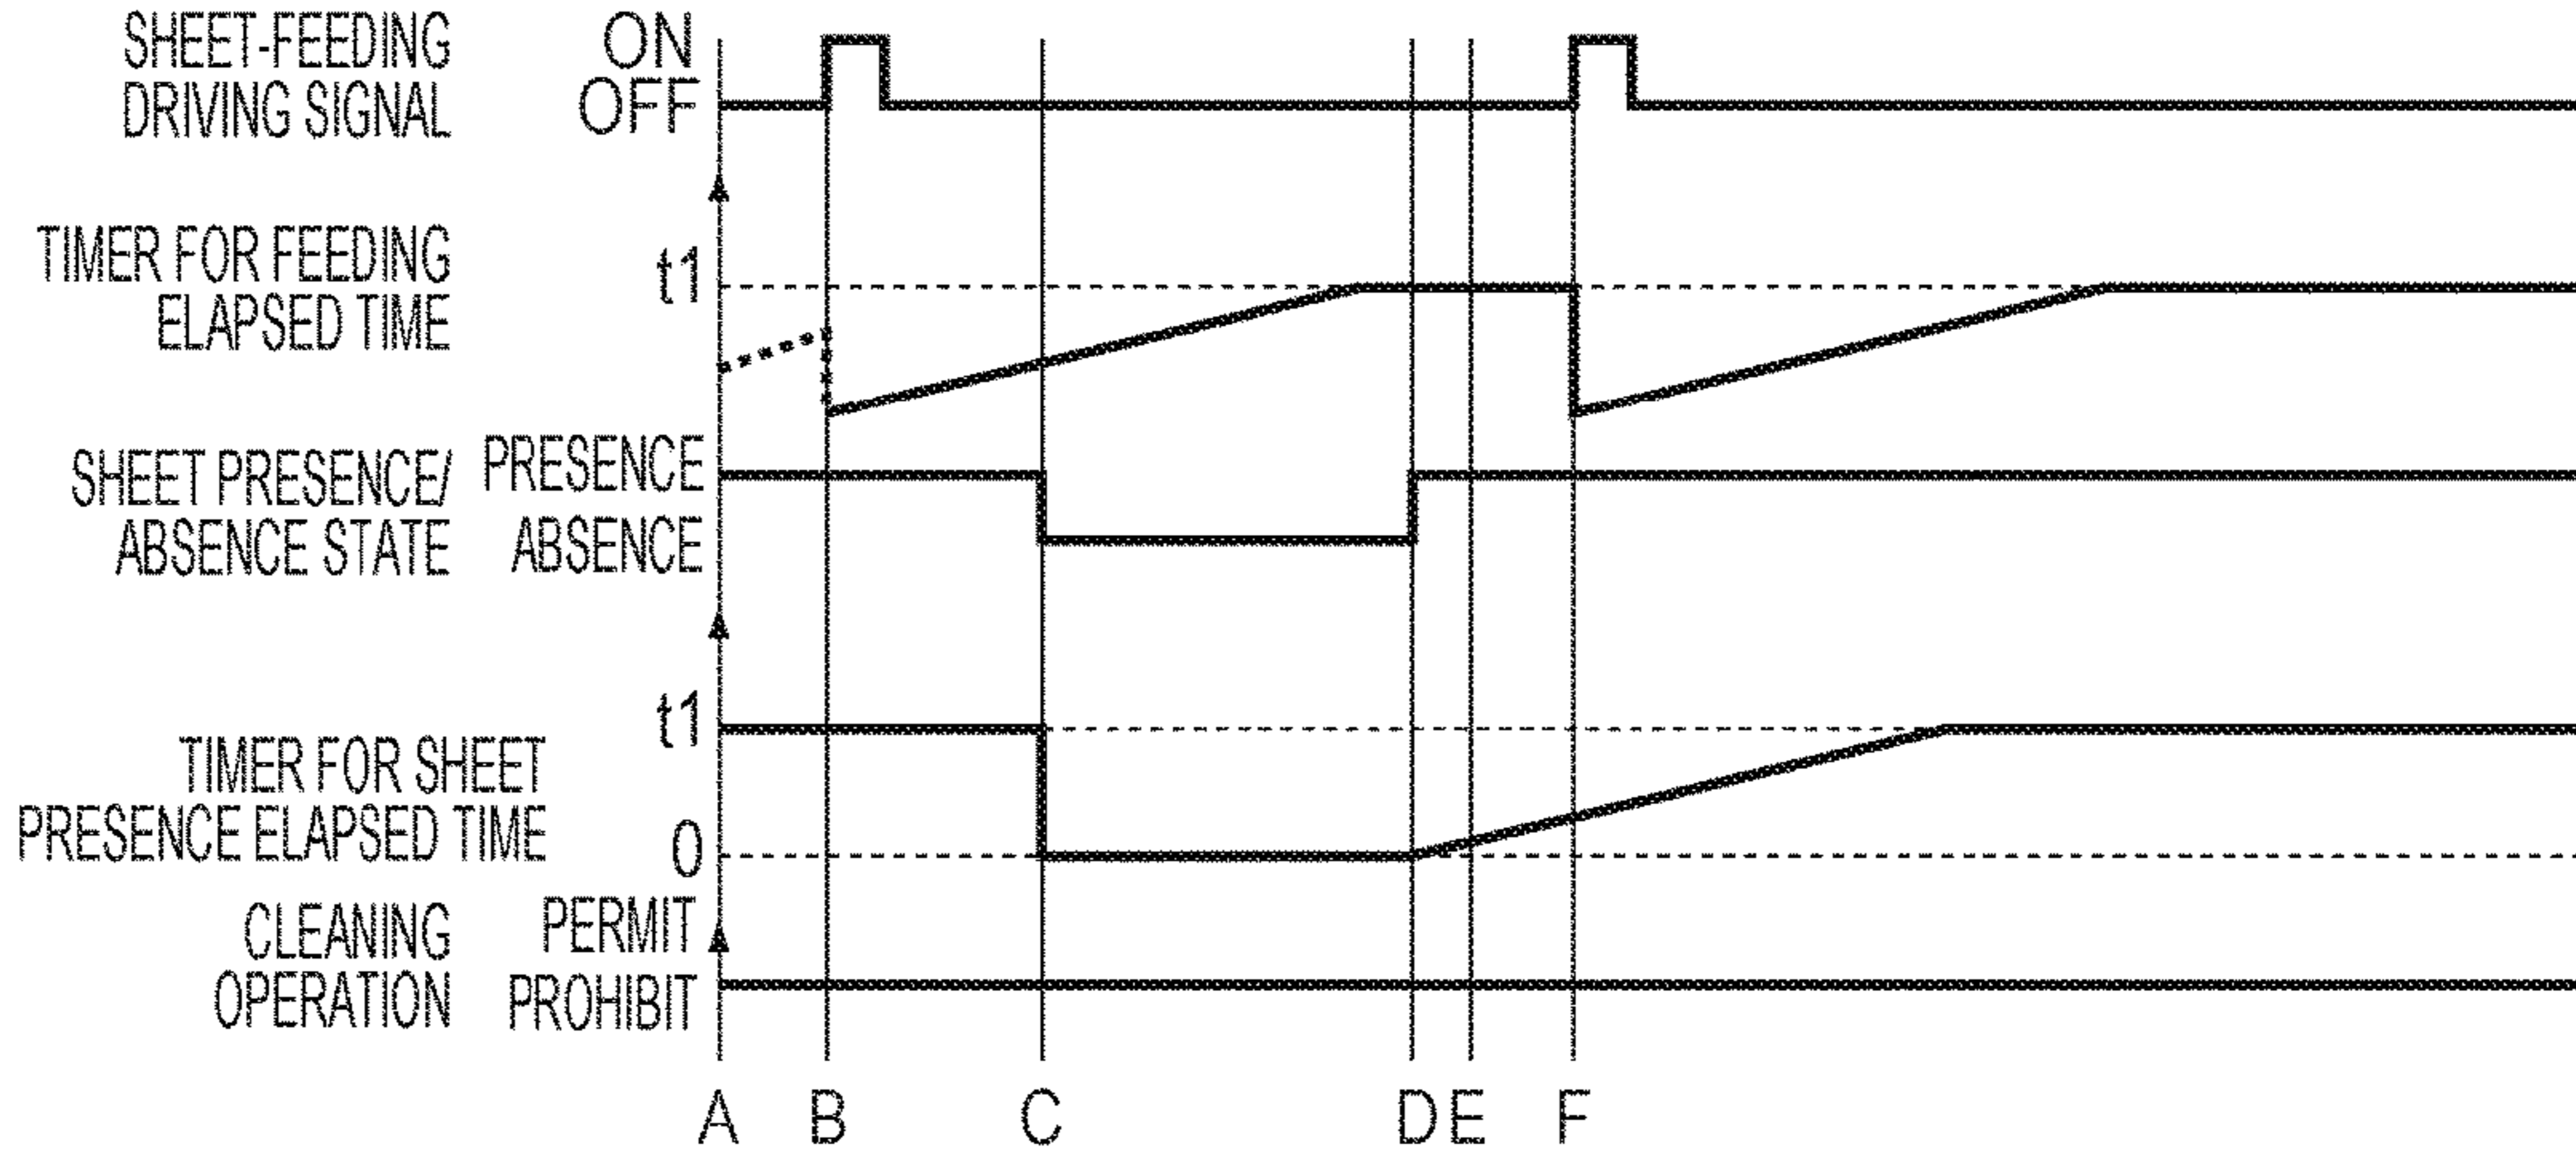 SHEET-FEEDING ON
DRIVING SIGNAL OFF
TIMER FOR FEEDING t1
ELAPSED TIME
SHEET PRESENCE/ PRESENCE
ABSENCE STATE ABSENCE
t1
TIMER FOR SHEET
PRESENCE ELAPSED TIME 0
CLEANING PERMIT
OPERATION PROHIBIT
A B C D E F